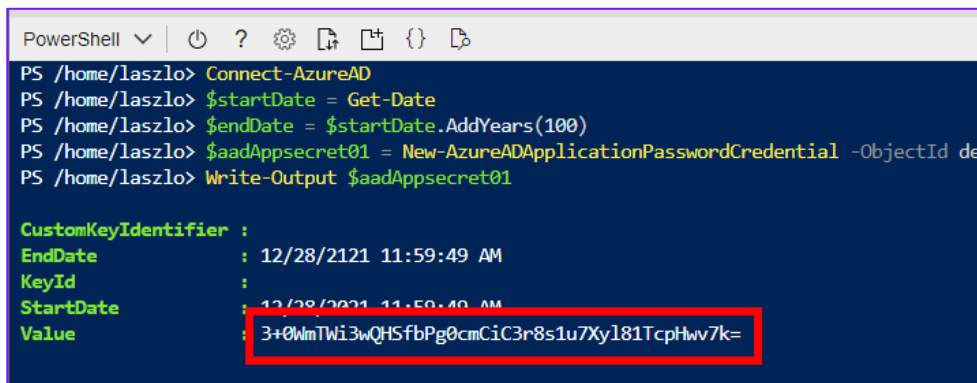 PowerShell
PS /home/laszlo> Connect-AzureAD
PS /home/laszlo> $startDate = Get-Date
PS /home/laszlo> $endDate = $startDate.AddYears(100)
PS /home/laszlo> $aadAppsecret01 = New-AzureADApplicationPasswordCredential -ObjectId de
PS /home/laszlo> Write-Output $aadAppsecret01
CustomKeyIdentifier :
EndDate : 12/28/2121 11:59:49 AM
KeyId :
StartDate : 12/28/2021 11:59:49 AM
Value : 3+0WmTWi3wQHSfbPg0cmCiC3r8s1u7Xyl81TcpHwv7k=